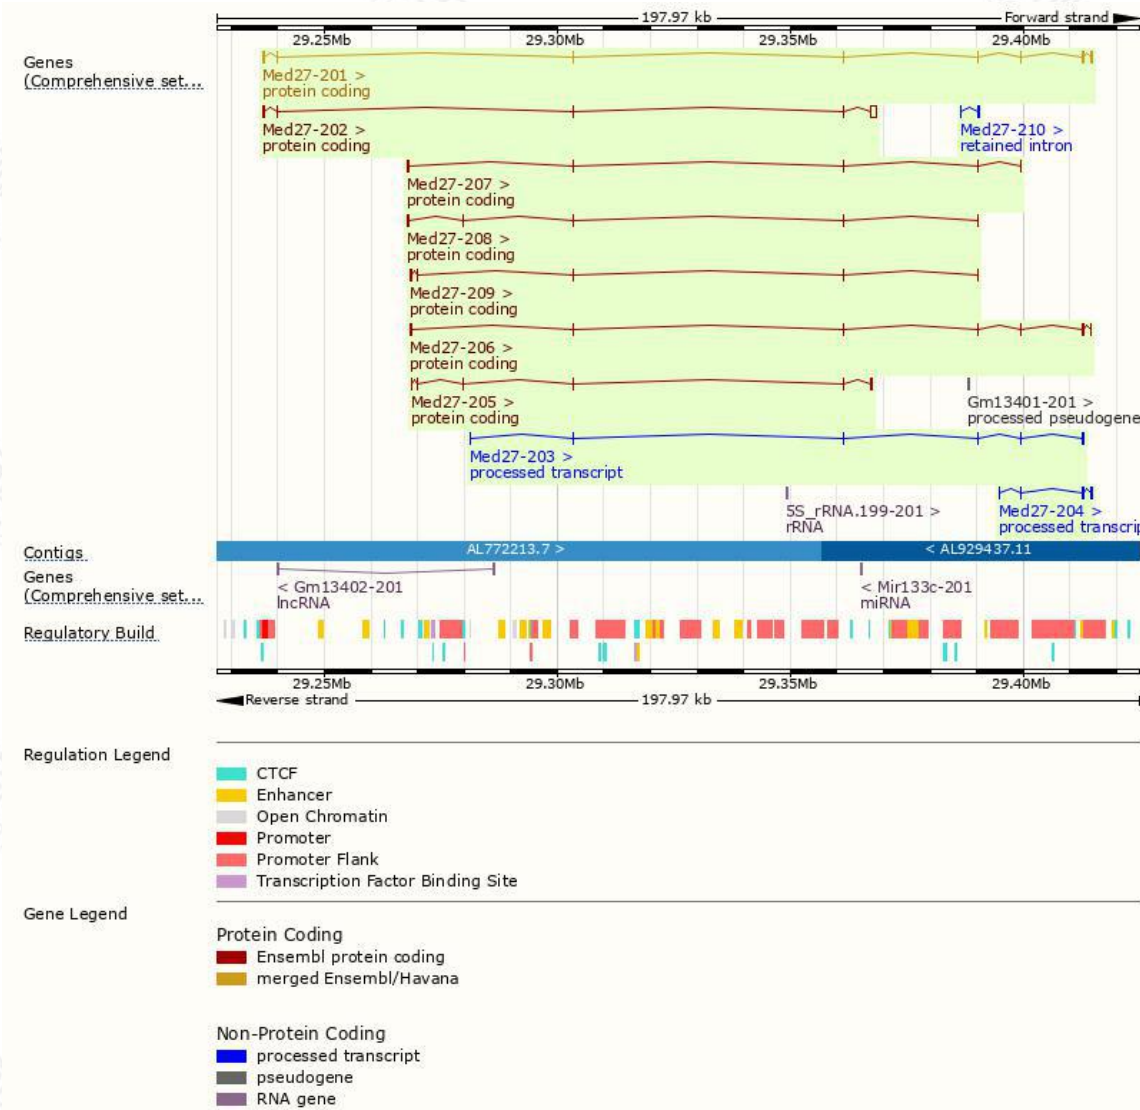 197.97 kb Forward strand
29.25Mb 29.30Mb 29.35Mb 29.40Mb
Genes
(Comprehensive set...
Med27-201 >
protein coding
Med27-202 > Med27-210 >
protein coding retained intron
Med27-207 >
protein coding
Med27-208 >
protein coding
Med27-209 >
protein coding
Med27-206 >
protein coding
Med27-205 > Gm13401-201 >
protein coding processed pseudogene
Med27-203 >
processed transcript
5S_rRNA.199-201 > Med27-204 >
rRNA processed transcrip
Contigs AL772213.7 > < AL929437.11
Genes
(Comprehensive set...
< Gm13402-201 < Mir133c-201
lncRNA miRNA
Regulatory Build
29.25Mb 29.30Mb 29.35Mb 29.40Mb
Reverse strand 197.97 kb
Regulation Legend
CTCF
Enhancer
Open Chromatin
Promoter
Promoter Flank
Transcription Factor Binding Site
Gene Legend
Protein Coding
Ensembl protein coding
merged Ensembl/Havana
Non-Protein Coding
processed transcript
pseudogene
RNA gene